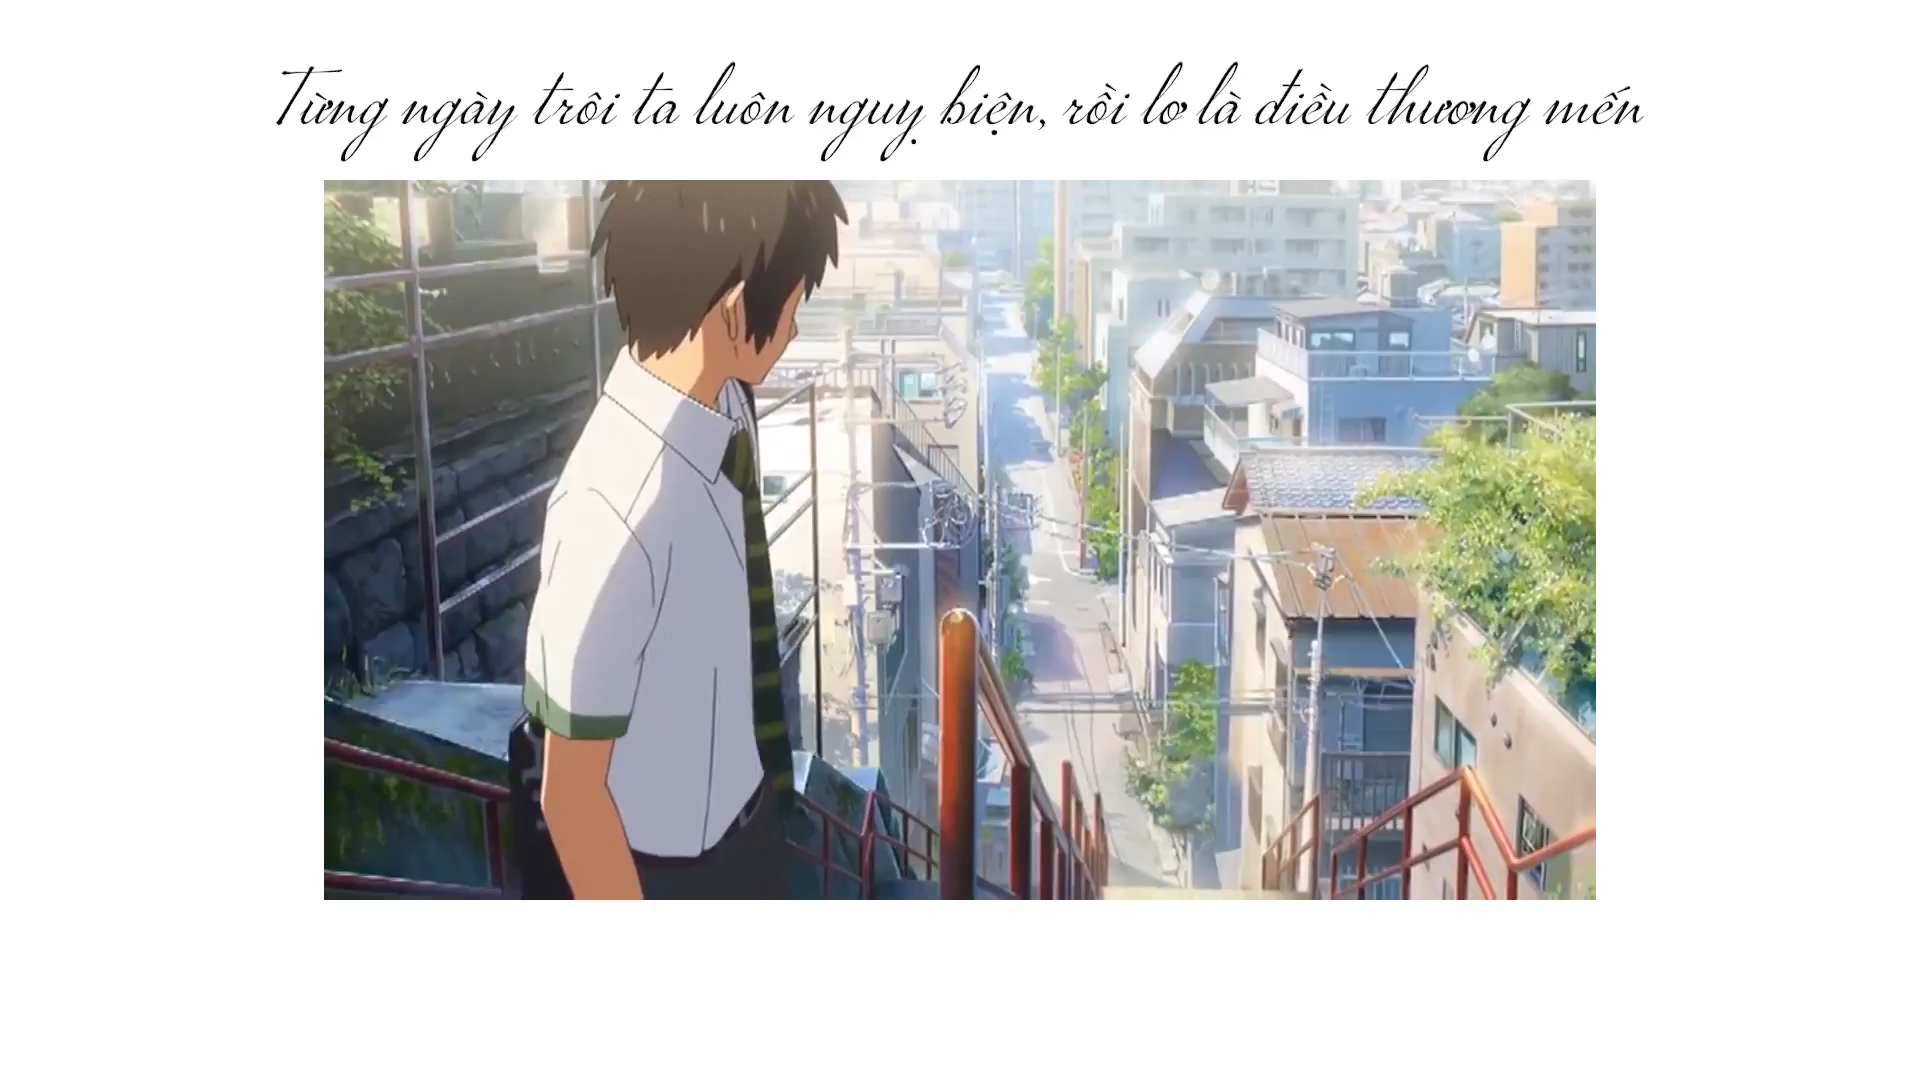 Từng ngày trôi ta luôn nguỵ biện, rồi lơ là điều thương mến